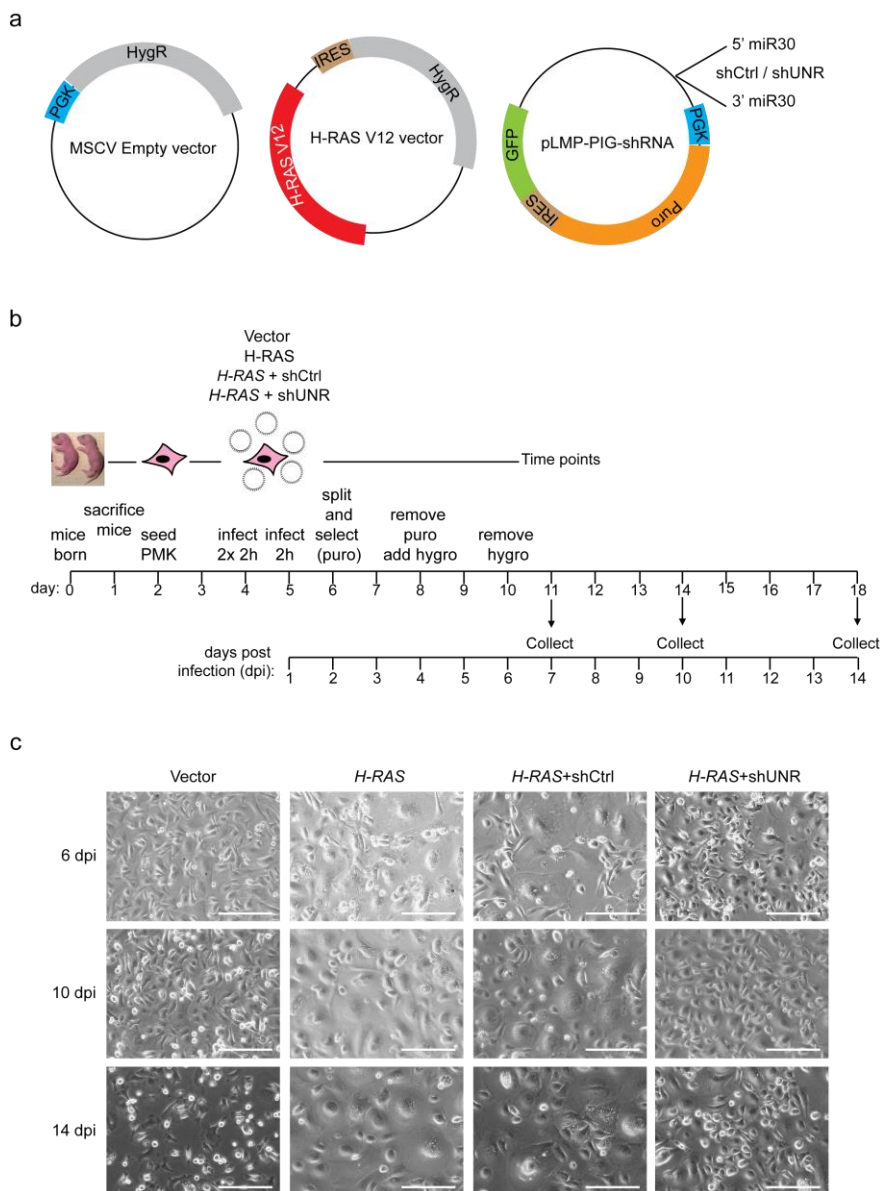 a
HygR
PGK
MSCV Empty vector
IRES
HygR
H-RAS V12
H-RAS V12 vector
5' miR30
shCtrl / shUNR
3' miR30
PGK
GFP
IRES
Puro
pLMP-PIG-shRNA
b
Vector
H-RAS
H-RAS + shCtrl
H-RAS + shUNR
Time points
mice
born
sacrifice
mice
seed
PMK
infect
2x 2h
infect
2h
split
and
select
(puro)
remove
puro
add hygro
remove
hygro
day: 0 1 2 3 4 5 6 7 8 9 10 11 12 13 14 15 16 17 18
Collect Collect Collect
days post
infection (dpi):
1 2 3 4 5 6 7 8 9 10 11 12 13 14
c
Vector H-RAS H-RAS+shCtrl H-RAS+shUNR
6 dpi
10 dpi
14 dpi